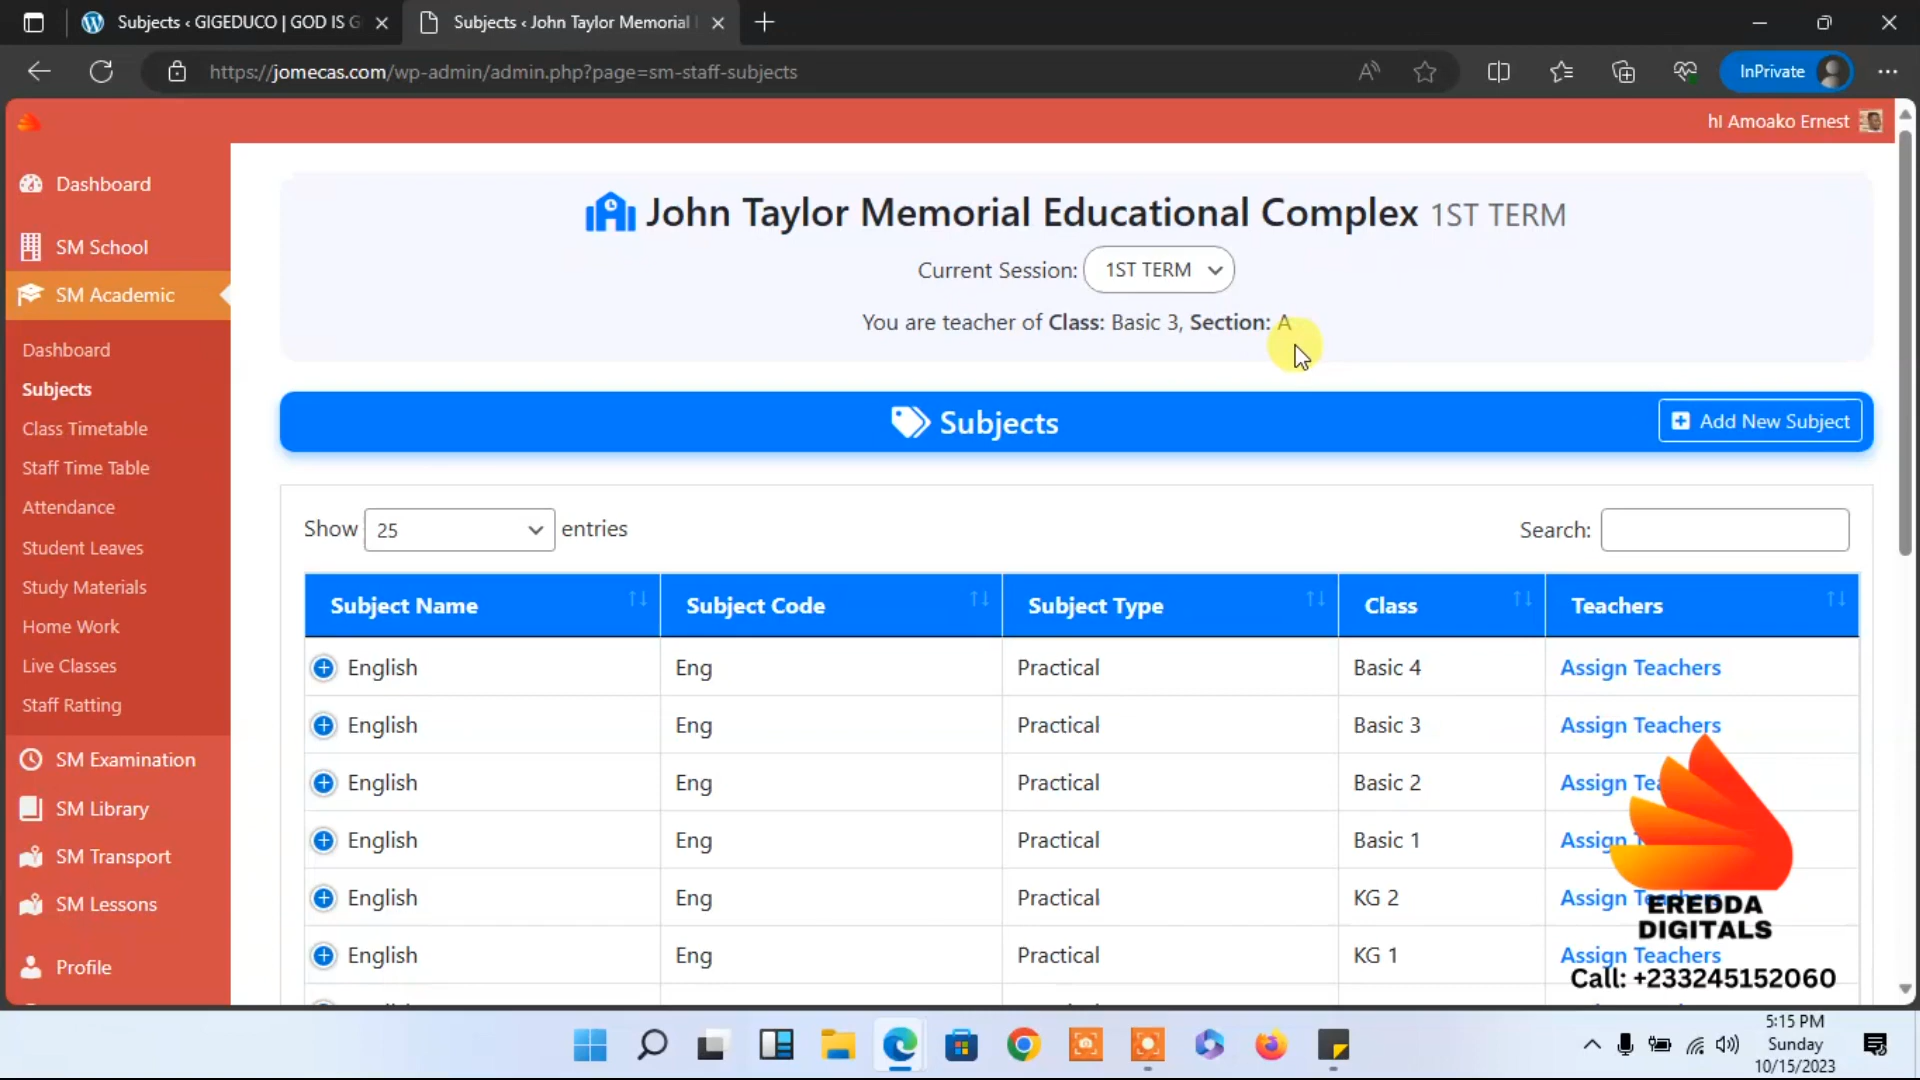 Subjects ‹ GIGEDUCO | GOD IS G
Subjects ‹ John Taylor Memorial
https://jomecas.com/wp-admin/admin.php?page=sm-staff-subjects
InPrivate
hI Amoako Ernest
Dashboard
SM School
SM Academic
Dashboard
Subjects
Class Timetable
Staff Time Table
Attendance
Student Leaves
Study Materials
Home Work
Live Classes
Staff Ratting
SM Examination
SM Library
SM Transport
SM Lessons
Profile
John Taylor Memorial Educational Complex 1ST TERM
Current Session: 1ST TERM
You are teacher of Class: Basic 3, Section: A
Subjects
Add New Subject
Show 25 entries
Search:
Subject Name Subject Code Subject Type Class Teachers
English Eng Practical Basic 4 Assign Teachers
English Eng Practical Basic 3 Assign Teachers
English Eng Practical Basic 2 Assign
English Eng Practical Basic 1 Assign
English Eng Practical KG 2 Assign
English Eng Practical KG 1 Assign Teachers
EREDDA
DIGITALS
Call: +233245152060
5:15 PM
Sunday
10/15/2023